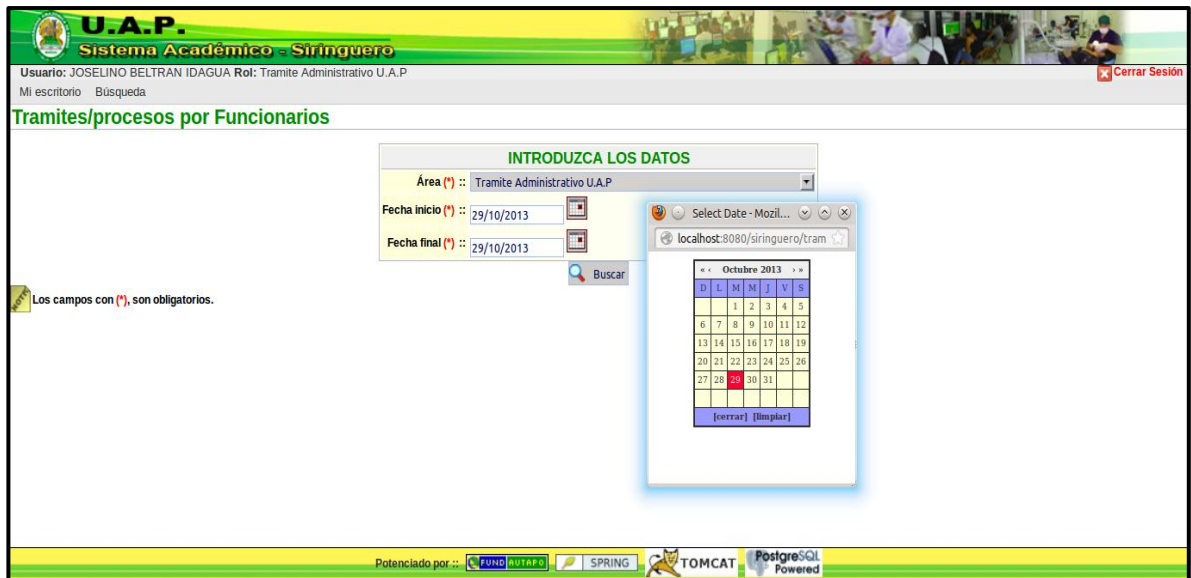 U.A.P.
Sistema Académico - Siringuero
Usuario: JOSELINO BELTRAN IDAGUA Rol: Tramite Administrativo U.A.P
Cerrar Sesión
Mi escritorio Búsqueda
Tramites/procesos por Funcionarios
INTRODUZCA LOS DATOS
Área (*) :: Tramite Administrativo U.A.P
Fecha inicio (*) :: 29/10/2013
Fecha final (*) :: 29/10/2013
Buscar
NOTA
Los campos con (*), son obligatorios.
Select Date - Mozil...
localhost:8080/siringuero/tram
« ‹ Octubre 2013 › »
D L M M J V S
1 2 3 4 5
6 7 8 9 10 11 12
13 14 15 16 17 18 19
20 21 22 23 24 25 26
27 28 29 30 31
[cerrar] [limpiar]
Potenciado por :: FUND AUTAPO SPRING TOMCAT PostgreSQL Powered